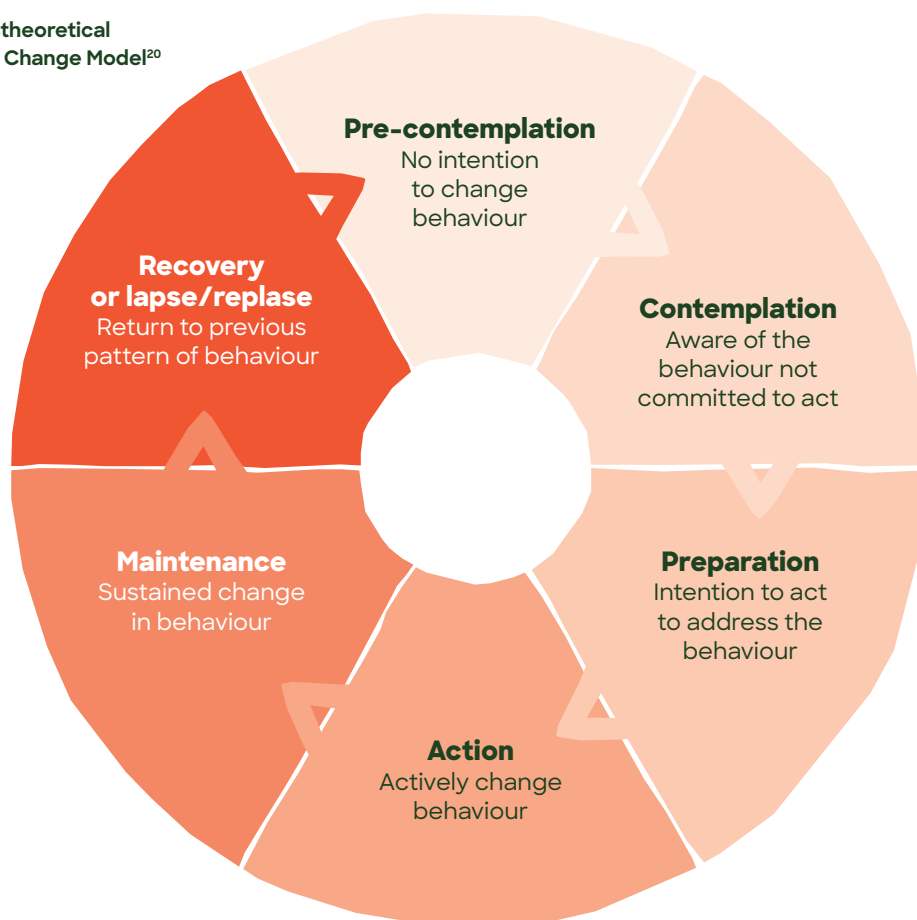 stheoretical
Change Model²⁰
Pre-contemplation
No intention
to change
behaviour
Contemplation
Aware of the
behaviour not
committed to act
Preparation
Intention to act
to address the
behaviour
Action
Actively change
behaviour
Maintenance
Sustained change
in behaviour
Recovery
or lapse/replase
Return to previous
pattern of behaviour